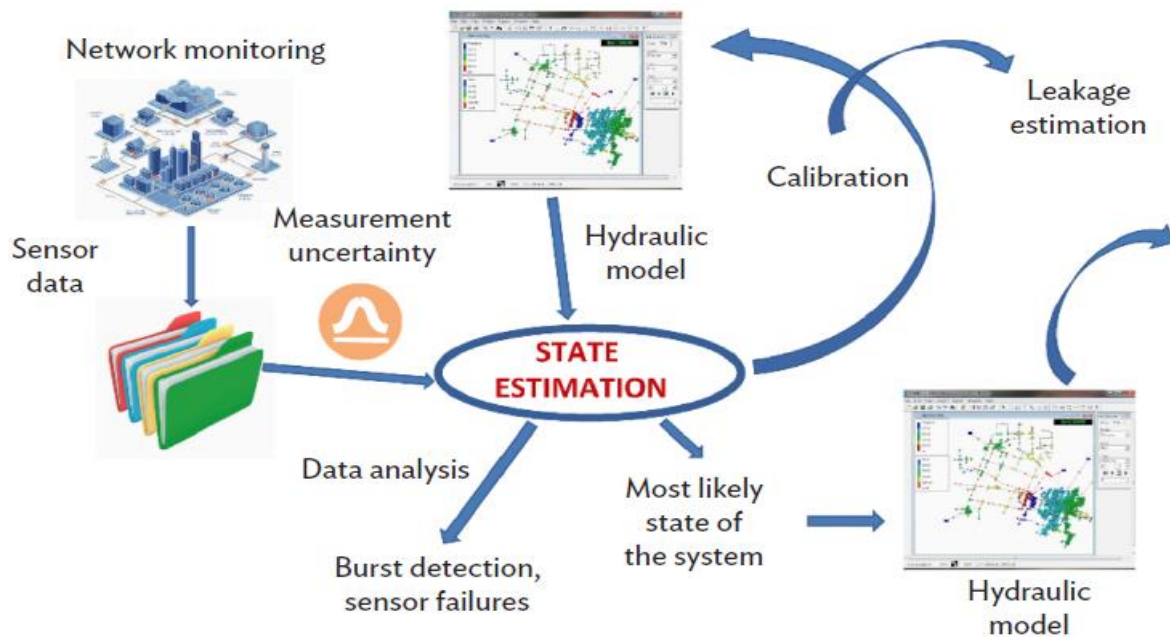 Network monitoring
Leakage
estimation
Calibration
Measurement
uncertainty
Hydraulic
model
Sensor
data
STATE
ESTIMATION
Data analysis
Most likely
state of
the system
Burst detection,
sensor failures
Hydraulic
model